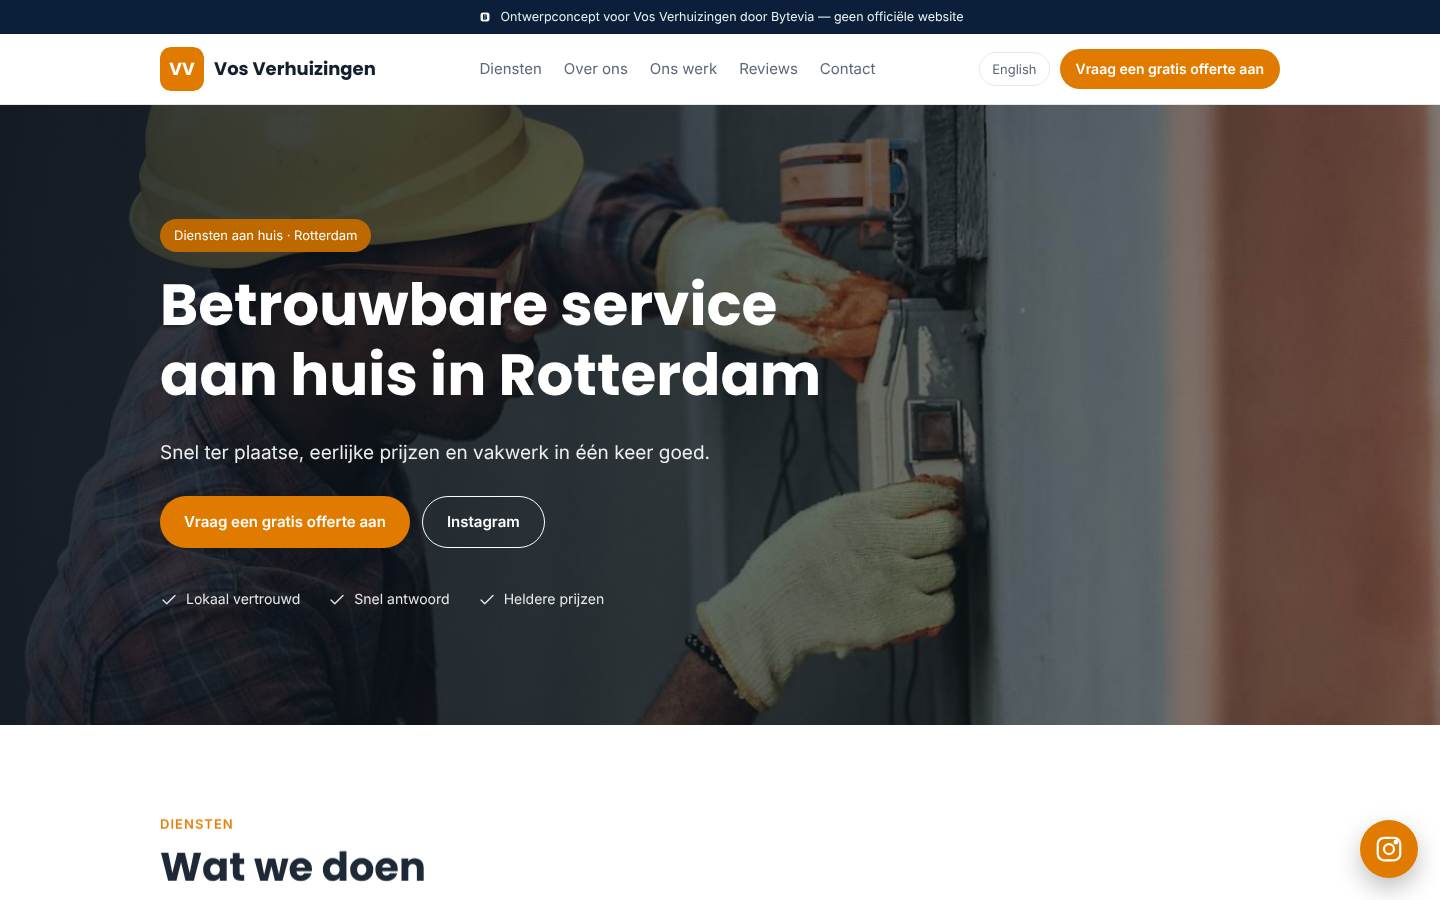 Ontwerpconcept voor Vos Verhuizingen door Bytevia — geen officiële website
VV Vos Verhuizingen
Diensten Over ons Ons werk Reviews Contact
English
Vraag een gratis offerte aan
Diensten aan huis · Rotterdam
Betrouwbare service
aan huis in Rotterdam
Snel ter plaatse, eerlijke prijzen en vakwerk in één keer goed.
Vraag een gratis offerte aan
Instagram
Lokaal vertrouwd
Snel antwoord
Heldere prijzen
DIENSTEN
Wat we doen